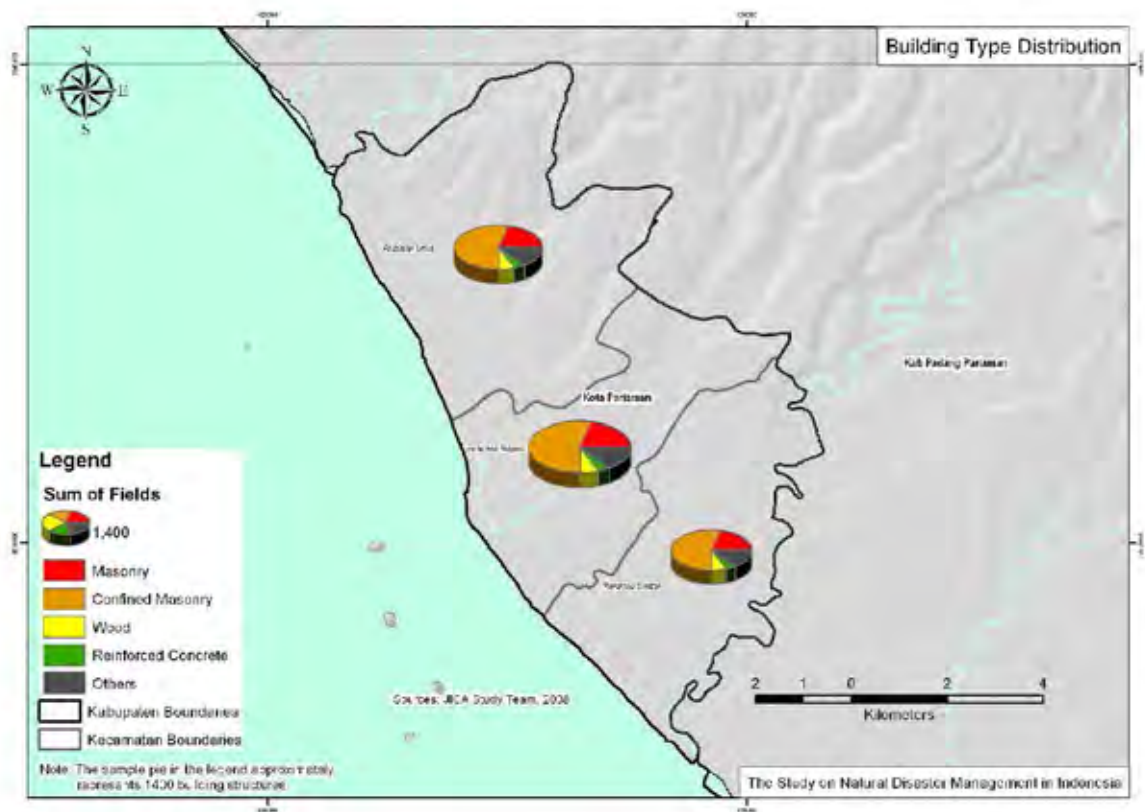 Building Type Distribution
N
W
E
S
Kota Pariaman
Kab Padang Pariaman
Legend
Sum of Fields
1,400
Masonry
Confined Masonry
Wood
Reinforced Concrete
Others
Kabupaten Boundaries
Kecamatan Boundaries
Note: The sample pie in the legend approximately
represents 1400 building structures.
Sources: JICA Study Team, 2008
2 1 0 2 4
Kilometers
The Study on Natural Disaster Management in Indonesia